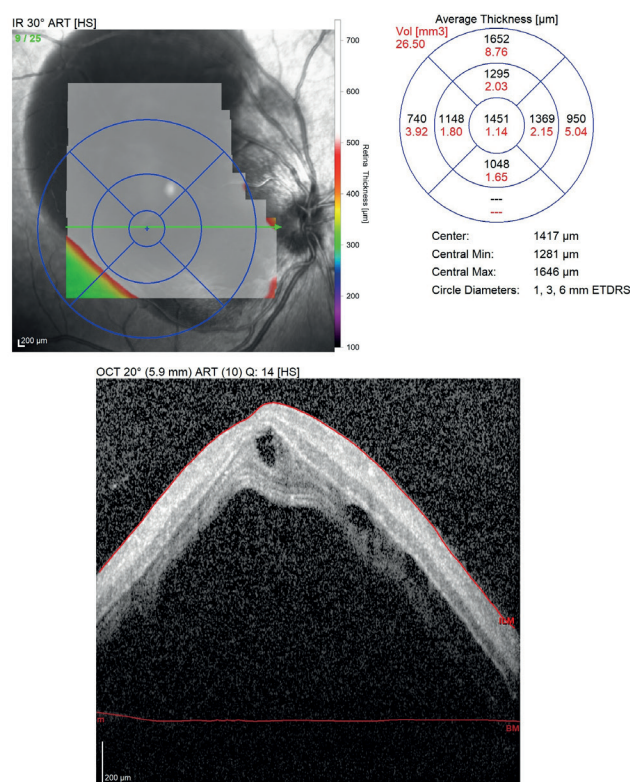 IR 30° ART [HS]
9 / 25
700
600
500
400
300
200
100
Retina Thickness [µm]
200 µm
Average Thickness [µm]
Vol [mm3]
26.50
1652
8.76
1295
2.03
740
3.92
1148
1.80
1451
1.14
1369
2.15
950
5.04
1048
1.65
---
---
Center: 1417 µm
Central Min: 1281 µm
Central Max: 1646 µm
Circle Diameters: 1, 3, 6 mm ETDRS
OCT 20° (5.9 mm) ART (10) Q: 14 [HS]
BM
200 µm